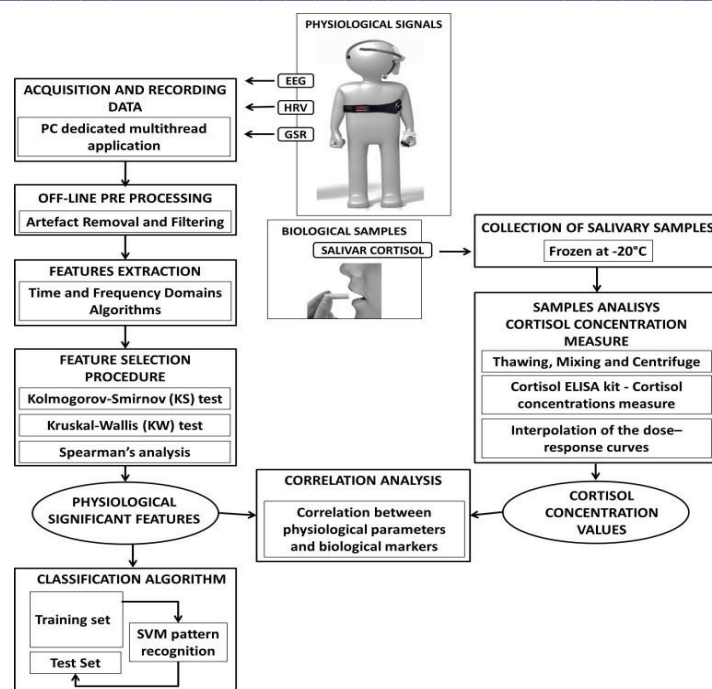 PHYSIOLOGICAL SIGNALS
EEG
HRV
GSR
ACQUISITION AND RECORDING
DATA
PC dedicated multithread
application
OFF-LINE PRE PROCESSING
Artefact Removal and Filtering
FEATURES EXTRACTION
Time and Frequency Domains
Algorithms
FEATURE SELECTION
PROCEDURE
Kolmogorov-Smirnov (KS) test
Kruskal-Wallis (KW) test
Spearman's analysis
PHYSIOLOGICAL
SIGNIFICANT FEATURES
CLASSIFICATION ALGORITHM
Training set
SVM pattern
recognition
Test Set
BIOLOGICAL SAMPLES
SALIVAR CORTISOL
COLLECTION OF SALIVARY SAMPLES
Frozen at -20°C
SAMPLES ANALISYS
CORTISOL CONCENTRATION
MEASURE
Thawing, Mixing and Centrifuge
Cortisol ELISA kit - Cortisol
concentrations measure
Interpolation of the dose–
response curves
CORTISOL
CONCENTRATION
VALUES
CORRELATION ANALYSIS
Correlation between
physiological parameters
and biological markers